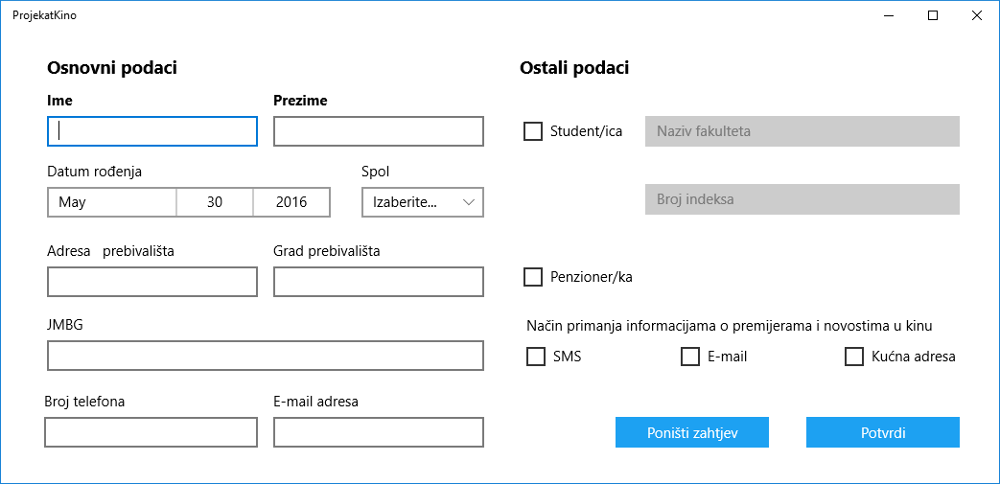 ProjekatKino
Osnovni podaci
Ime Prezime
Datum rođenja Spol
May 30 2016 Izaberite...
Adresa prebivališta Grad prebivališta
JMBG
Broj telefona E-mail adresa
Ostali podaci
Student/ica Naziv fakulteta
Broj indeksa
Penzioner/ka
Način primanja informacijama o premijerama i novostima u kinu
SMS E-mail Kućna adresa
Poništi zahtjev Potvrdi